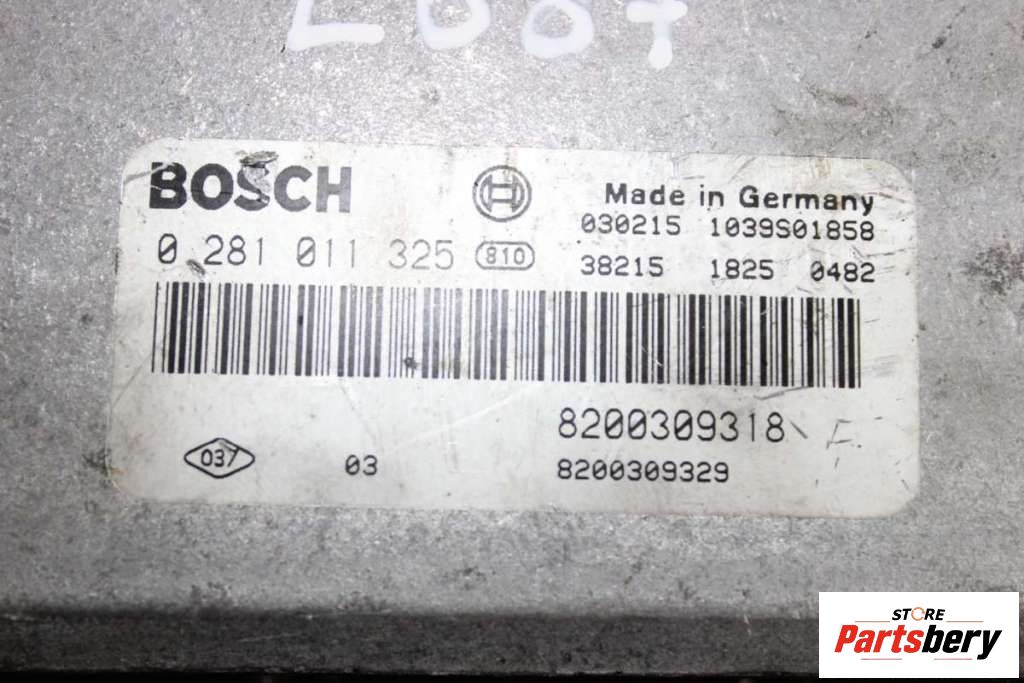 BOSCH
Made in Germany
030215 1039S01858
0 281 011 325 810
38215 1825 0482
8200309318
037 03
8200309329
STORE
Partsbery